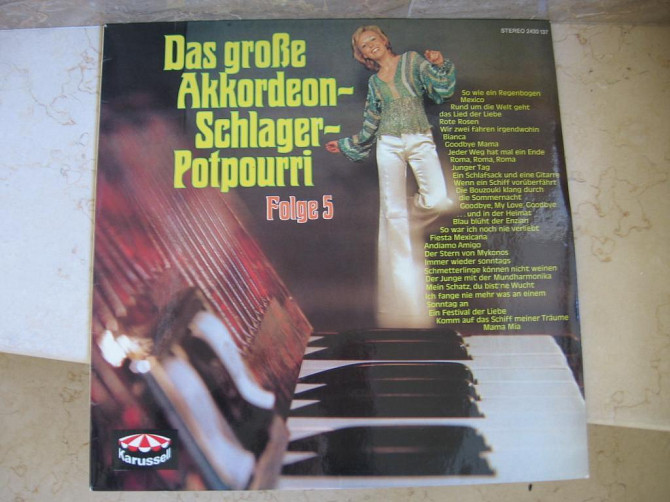 STEREO 2430 137
Das große
Akkordeon-
Schlager-
Potpourri
Folge 5
So wie ein Regenbogen
Mexico
Rund um die Welt geht
das Lied der Liebe
Rote Rosen
Wir zwei fahren irgendwohin
Bianca
Goodbye Mama
Jeder Weg hat mal ein Ende
Roma, Roma, Roma
Junger Tag
Ein Schlafsack und eine Gitarre
Wenn ein Schiff vorüberfährt
Die Bouzouki klang durch
die Sommernacht
Goodbye, My Love, Goodbye
... und in der Heimat
Blau blüht der Enzian
So war ich noch nie verliebt
Fiesta Mexicana
Andiamo Amigo
Der Stern von Mykonos
Immer wieder sonntags
Schmetterlinge können nicht weinen
Der Junge mit der Mundharmonika
Mein Schatz, du bist 'ne Wucht
Ich fange nie mehr was an einem
Sonntag an
Ein Festival der Liebe
Komm auf das Schiff meiner Träume
Mama Mia
Karussell